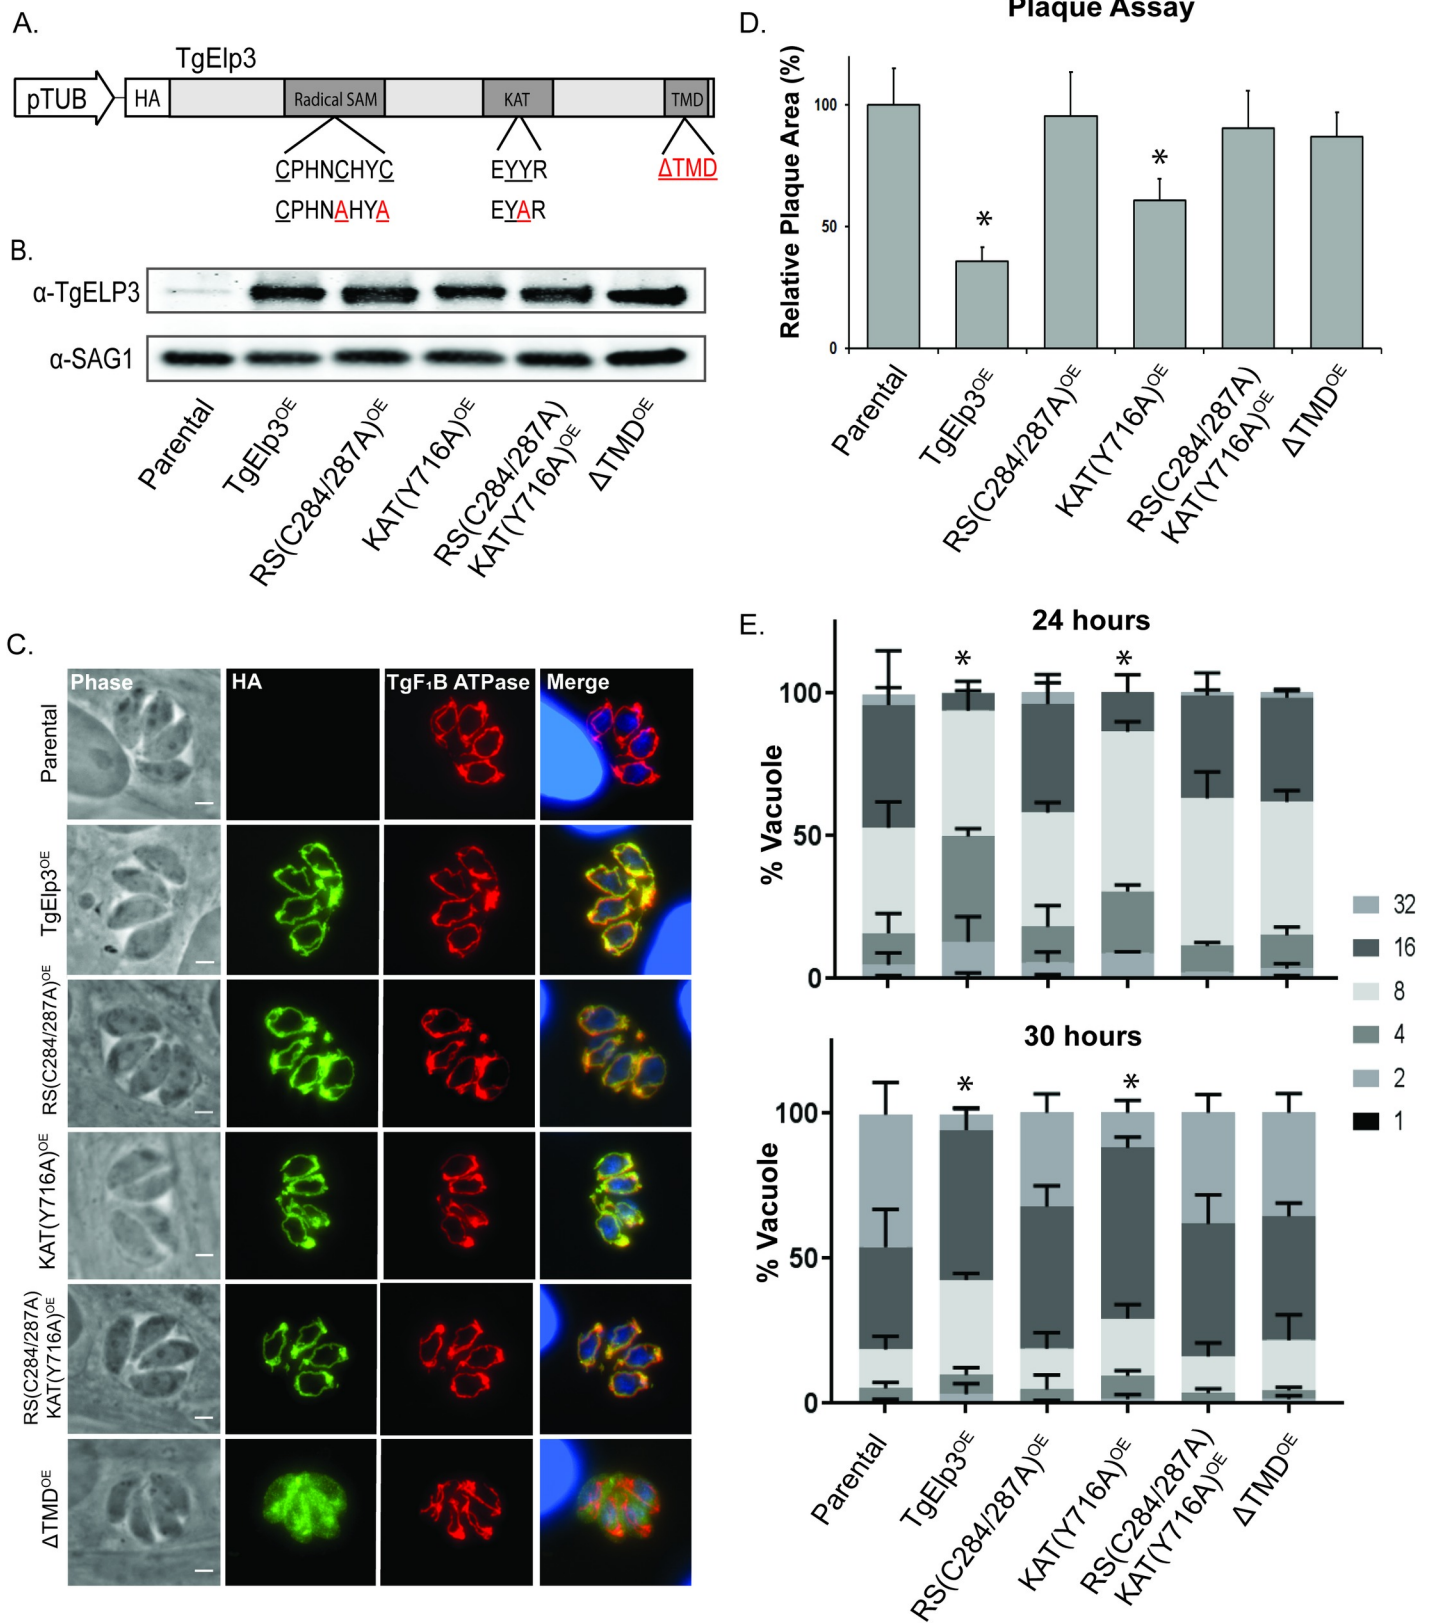 A.
TgElp3
pTUB HA Radical SAM KAT TMD
CPHNCHYC EYYR ΔTMD
CPHNAHYA EYAR
B.
α-TgELP3
α-SAG1
Parental
TgElp3OE
RS(C284/287A)OE
KAT(Y716A)OE
RS(C284/287A)
KAT(Y716A)OE
ΔTMDOE
C.
Phase HA TgF₁B ATPase Merge
Parental
TgElp3OE
RS(C284/287A)OE
KAT(Y716A)OE
RS(C284/287A)
KAT(Y716A)OE
ΔTMDOE
D.
Plaque Assay
Relative Plaque Area (%)
100
50
0
*
*
Parental
TgElp3OE
RS(C284/287A)OE
KAT(Y716A)OE
RS(C284/287A)
KAT(Y716A)OE
ΔTMDOE
E.
24 hours
% Vacuole
100
50
0
*
*
32
16
8
4
2
1
30 hours
% Vacuole
100
50
0
*
*
Parental
TgElp3OE
RS(C284/287A)OE
KAT(Y716A)OE
RS(C284/287A)
KAT(Y716A)OE
ΔTMDOE